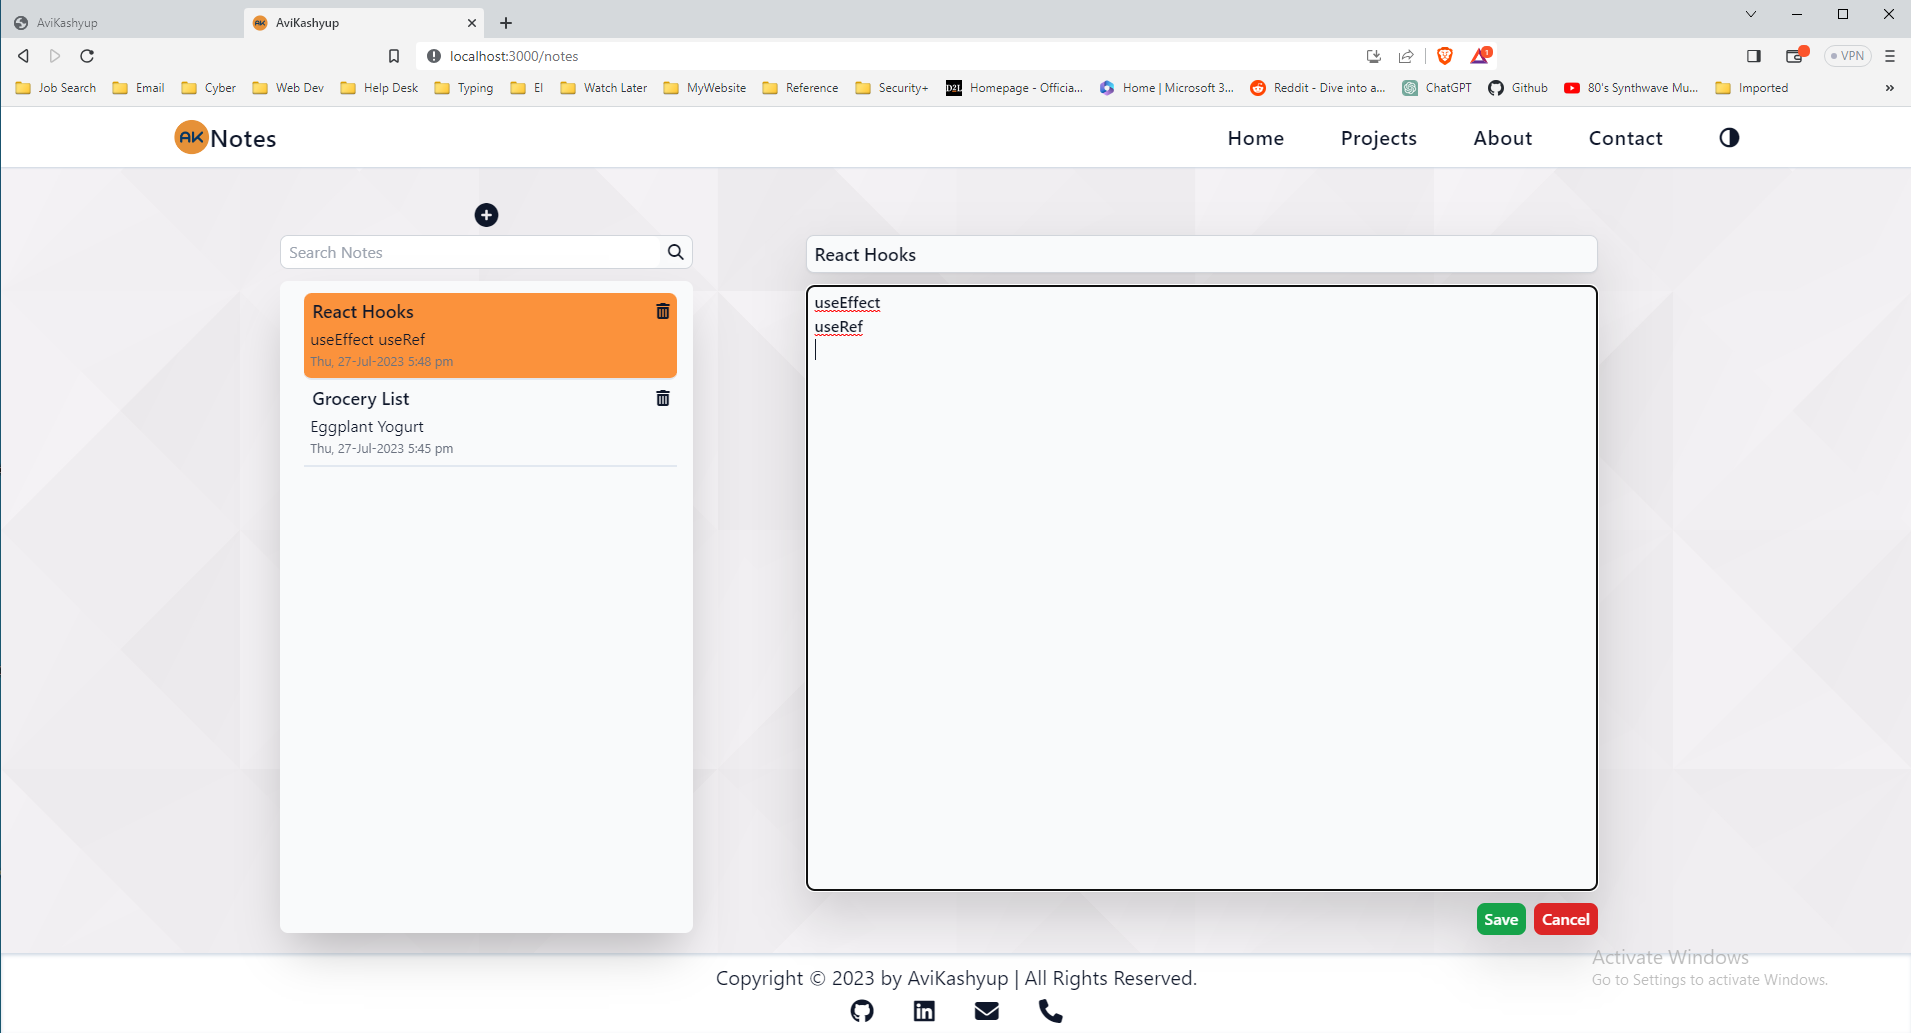 AviKashyup
AK AviKashyup
localhost:3000/notes
1
VPN
Job Search Email Cyber Web Dev Help Desk Typing EI Watch Later MyWebsite Reference Security+ D2L Homepage - Officia... Home | Microsoft 3... Reddit - Dive into a... ChatGPT Github 80's Synthwave Mu... Imported »
AK Notes
Home Projects About Contact
Search Notes
React Hooks
useEffect useRef
Thu, 27-Jul-2023 5:48 pm
Grocery List
Eggplant Yogurt
Thu, 27-Jul-2023 5:45 pm
React Hooks
useEffect
useRef
Save Cancel
Activate Windows
Go to Settings to activate Windows.
Copyright © 2023 by AviKashyup | All Rights Reserved.